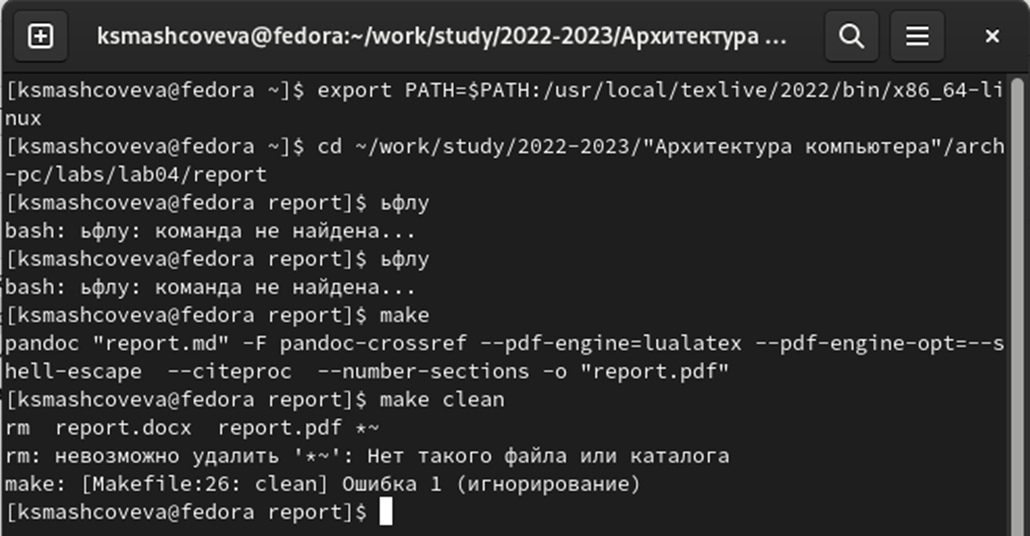 ksmashcoveva@fedora:~/work/study/2022-2023/Архитектура ...
[ksmashcoveva@fedora ~]$ export PATH=$PATH:/usr/local/texlive/2022/bin/x86_64-li
nux
[ksmashcoveva@fedora ~]$ cd ~/work/study/2022-2023/"Архитектура компьютера"/arch
-pc/labs/lab04/report
[ksmashcoveva@fedora report]$ ьфлу
bash: ьфлу: команда не найдена...
[ksmashcoveva@fedora report]$ ьфлу
bash: ьфлу: команда не найдена...
[ksmashcoveva@fedora report]$ make
pandoc "report.md" -F pandoc-crossref --pdf-engine=lualatex --pdf-engine-opt=--s
hell-escape  --citeproc  --number-sections -o "report.pdf"
[ksmashcoveva@fedora report]$ make clean
rm  report.docx  report.pdf *~
rm: невозможно удалить '*~': Нет такого файла или каталога
make: [Makefile:26: clean] Ошибка 1 (игнорирование)
[ksmashcoveva@fedora report]$